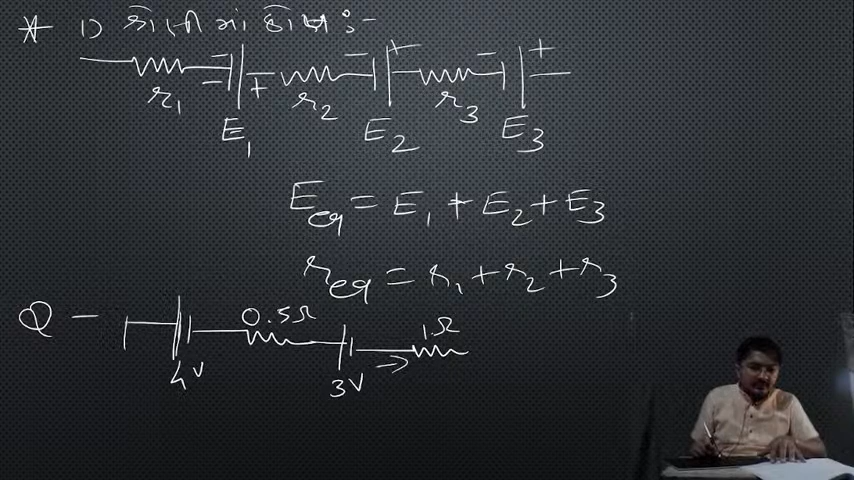 * 1)
r1 E1 r2 E2 r3 E3
Eeq = E1 + E2 + E3
req = r1 + r2 + r3
Q - 4V 0.5Ω 3V 1Ω